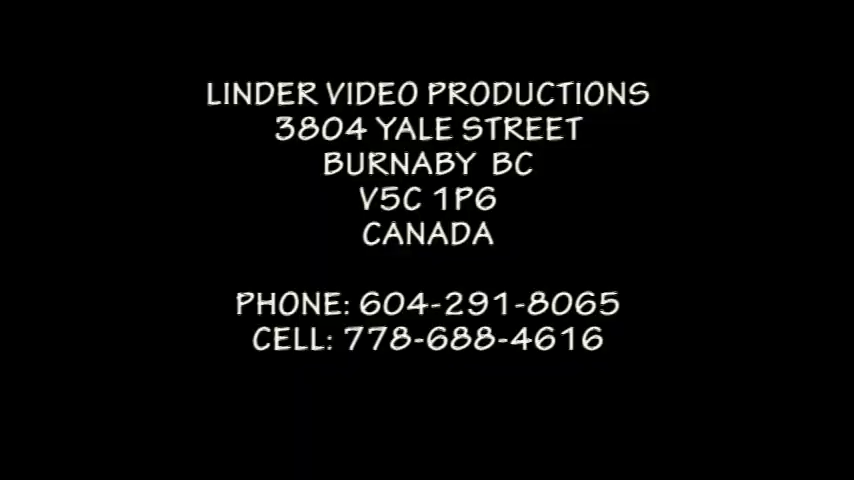 LINDER VIDEO PRODUCTIONS
3804 YALE STREET
BURNABY BC
V5C 1P6
CANADA
PHONE: 604-291-8065
CELL: 778-688-4616